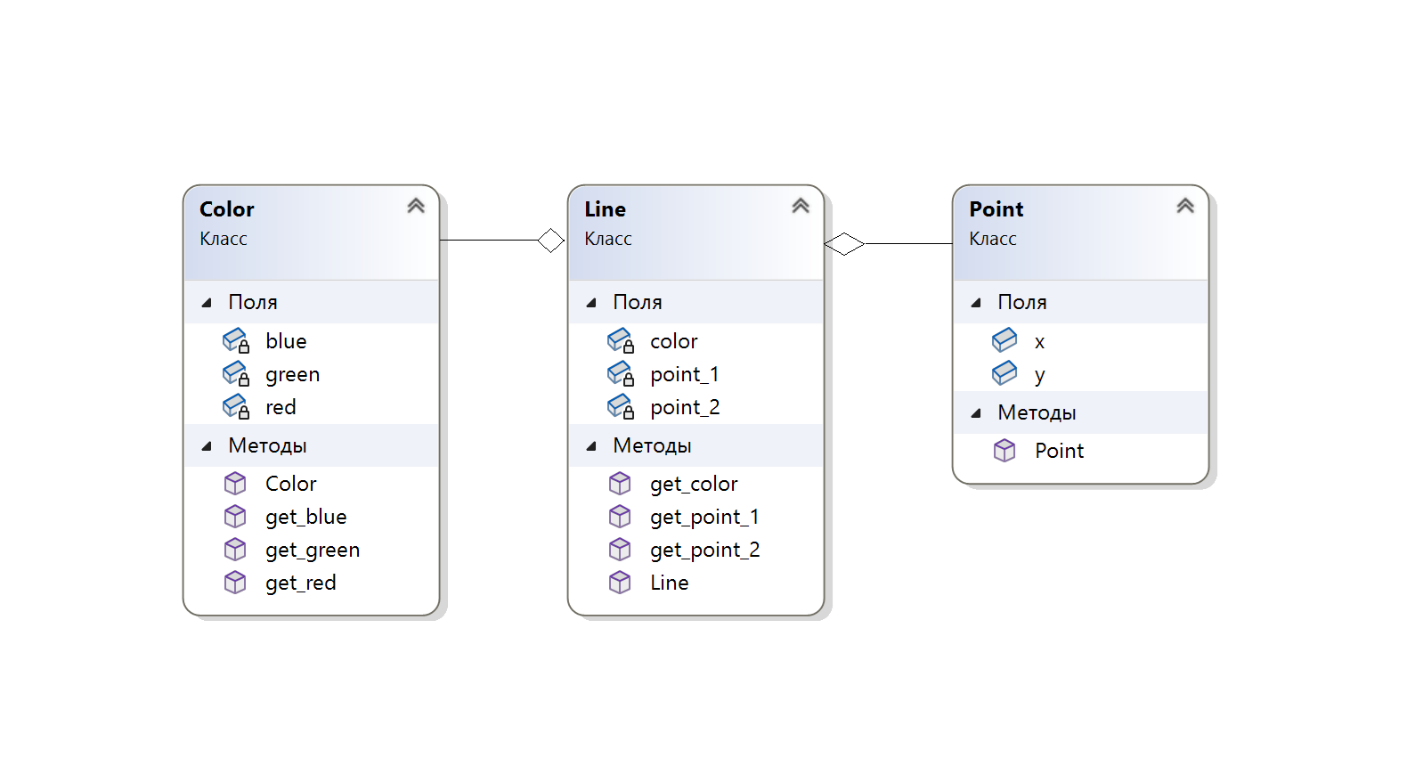 Color
Класс
Поля
blue
green
red
Методы
Color
get_blue
get_green
get_red
Line
Класс
Поля
color
point_1
point_2
Методы
get_color
get_point_1
get_point_2
Line
Point
Класс
Поля
x
y
Методы
Point